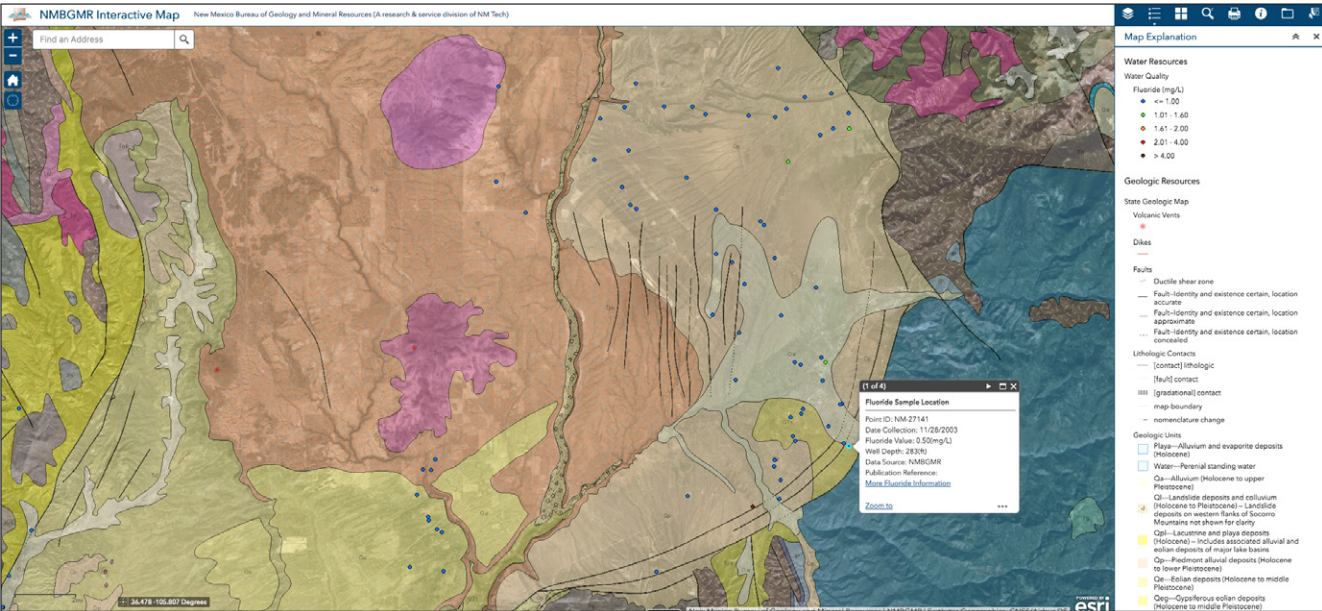 NMBGMR Interactive Map
New Mexico Bureau of Geology and Mineral Resources (A research & service division of NM Tech)
Find an Address
Map Explanation
Water Resources
Water Quality
Fluoride (mg/L)
<= 1.00
1.01 - 1.60
1.61 - 2.00
2.01 - 4.00
> 4.00
Geologic Resources
State Geologic Map
Volcanic Vents
Dikes
Faults
Ductile shear zone
Fault--Identity and existence certain, location
accurate
Fault--Identity and existence certain, location
approximate
Fault--Identity and existence certain, location
concealed
Lithologic Contacts
[contact] lithologic
[fault] contact
[gradational] contact
map-boundary
nomenclature change
Geologic Units
Playa—Alluvium and evaporite deposits
(Holocene)
Water—Perenial standing water
Qa—Alluvium (Holocene to upper
Pleistocene)
Ql—Landslide deposits and colluvium
(Holocene to Pleistocene) – Landslide
deposits on western flanks of Socorro
Mountains not shown for clarity
Qpl—Lacustrine and playa deposits
(Holocene) – Includes associated alluvial and
eolian deposits of major lake basins
Qp—Piedmont alluvial deposits (Holocene
to lower Pleistocene)
Qe—Eolian deposits (Holocene to middle
Pleistocene)
Qeg—Gypsiferous eolian deposits
(Holocene to middle Pleistocene)
(1 of 4)
Fluoride Sample Location
Point ID: NM-27141
Date Collection: 11/28/2003
Fluoride Value: 0.50(mg/L)
Well Depth: 283(ft)
Data Source: NMBGMR
Publication Reference:
More Fluoride Information
Zoom to
36.478 -105.807 Degrees
POWERED BY
esri